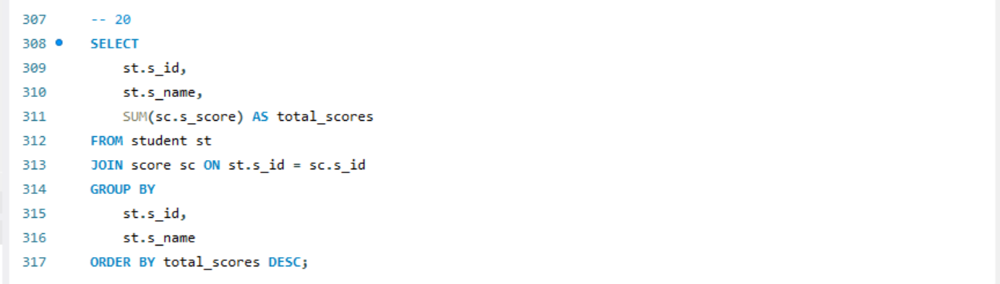 307 -- 20
308 SELECT
309 st.s_id,
310 st.s_name,
311 SUM(sc.s_score) AS total_scores
312 FROM student st
313 JOIN score sc ON st.s_id = sc.s_id
314 GROUP BY
315 st.s_id,
316 st.s_name
317 ORDER BY total_scores DESC;